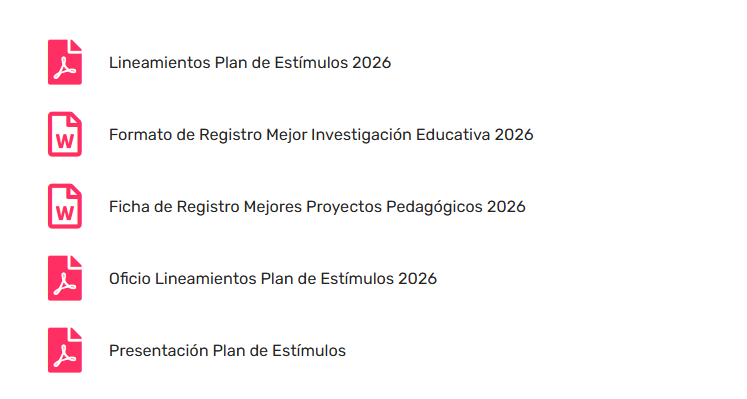 Lineamientos Plan de Estímulos 2026
W
Formato de Registro Mejor Investigación Educativa 2026
W
Ficha de Registro Mejores Proyectos Pedagógicos 2026
Oficio Lineamientos Plan de Estímulos 2026
Presentación Plan de Estímulos